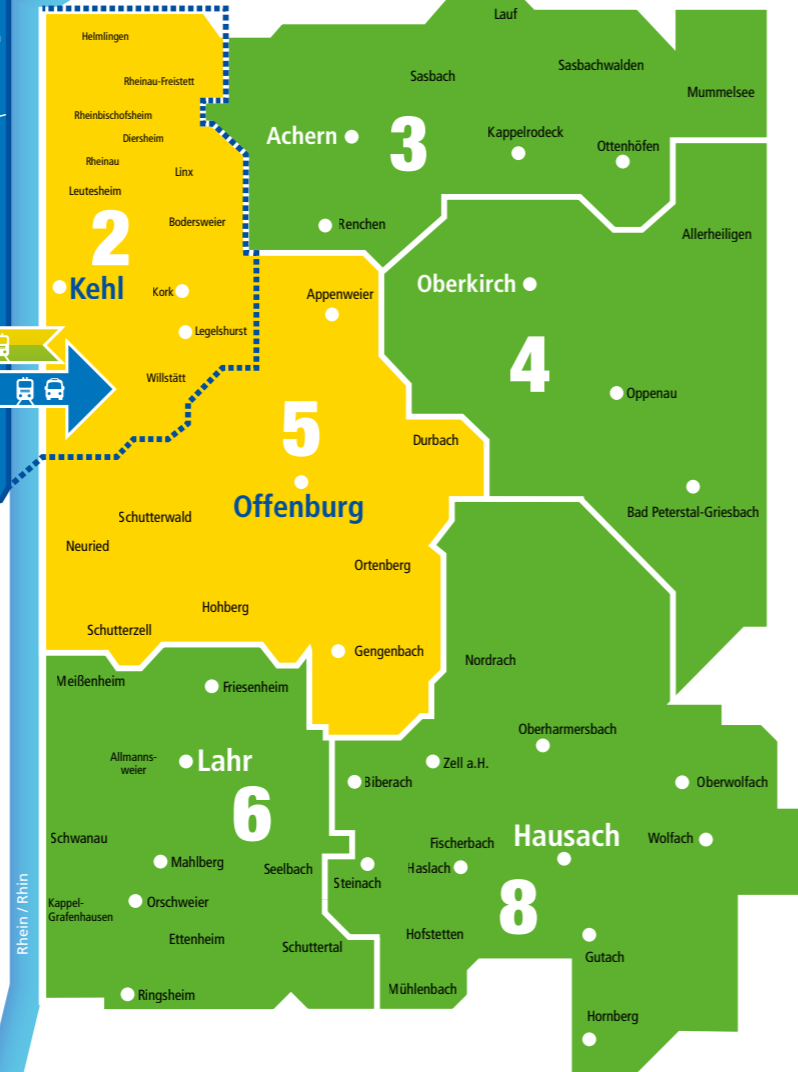 Helmlingen
Rheinau-Freistett
Rheinbischofsheim
Diersheim
Rheinau
Linx
Leutesheim
Bodersweier
2
Kehl
Kork
Legelshurst
Willstätt
Lauf
Sasbach
Sasbachwalden
Mummelsee
Achern
3
Kappelrodeck
Ottenhöfen
Renchen
Allerheiligen
Oberkirch
4
Oppenau
Bad Peterstal-Griesbach
Appenweier
5
Durbach
Offenburg
Schutterwald
Neuried
Ortenberg
Hohberg
Schutterzell
Gengenbach
Meißenheim
Friesenheim
Allmanns-
weier
Lahr
6
Schwanau
Mahlberg
Seelbach
Kappel-
Grafenhausen
Orschweier
Ettenheim
Schuttertal
Ringsheim
Nordrach
Oberharmersbach
Zell a.H.
Biberach
Oberwolfach
Fischerbach
Hausach
Wolfach
Haslach
Steinach
8
Hofstetten
Gutach
Mühlenbach
Hornberg
Rhein / Rhin